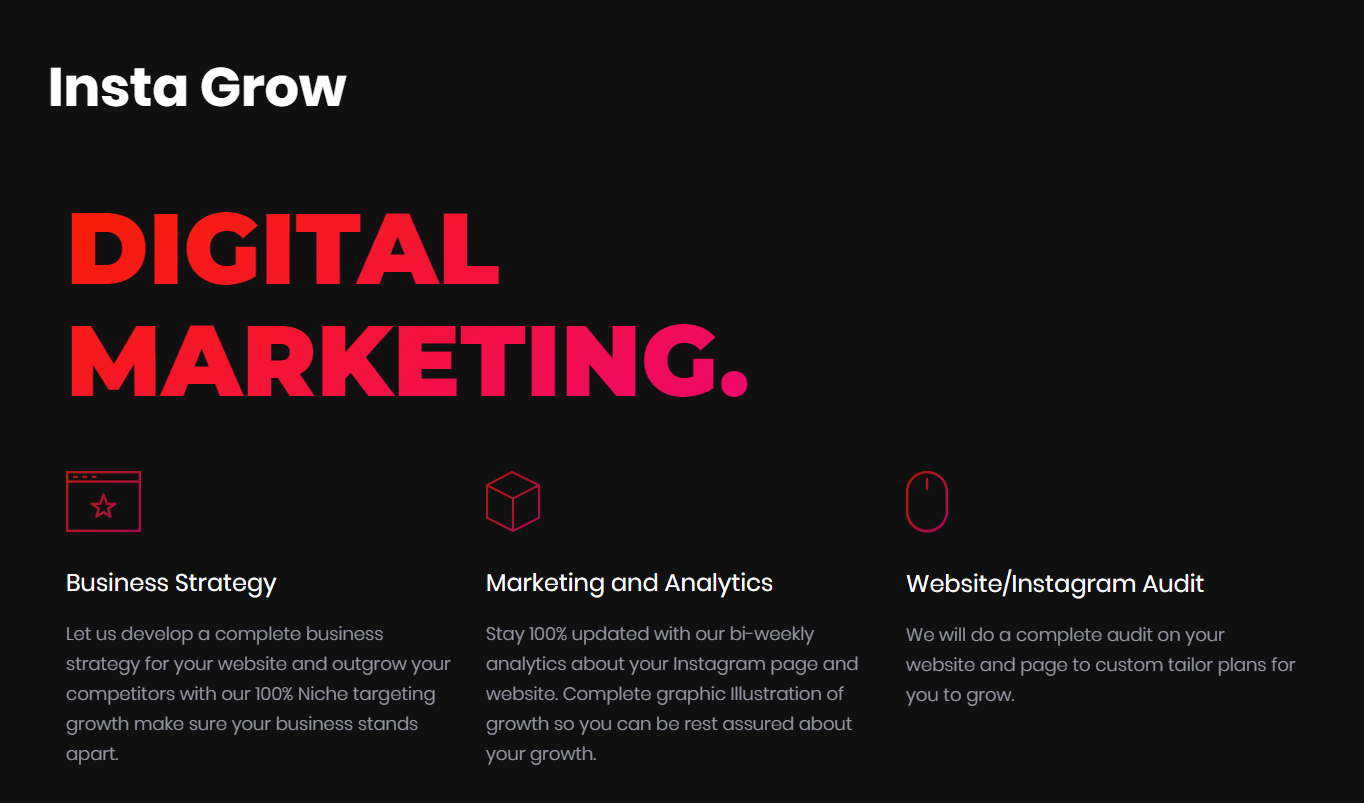 Insta Grow
DIGITAL
MARKETING.
Business Strategy
Let us develop a complete business
strategy for your website and outgrow your
competitors with our 100% Niche targeting
growth make sure your business stands
apart.
Marketing and Analytics
Stay 100% updated with our bi-weekly
analytics about your Instagram page and
website. Complete graphic Illustration of
growth so you can be rest assured about
your growth.
Website/Instagram Audit
We will do a complete audit on your
website and page to custom tailor plans for
you to grow.